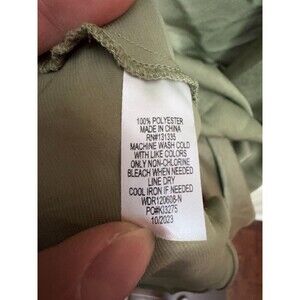 100% POLYESTER
MADE IN CHINA
RN#131335
MACHINE WASH COLD
WITH LIKE COLORS
ONLY NON-CHLORINE
BLEACH WHEN NEEDED
LINE DRY
COOL IRON IF NEEDED
WDR120608-N
PO#KI3275
10/2023